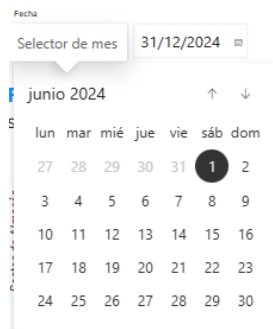 Fecha
Selector de mes 31/12/2024
junio 2024
lun mar mié jue vie sáb dom
27 28 29 30 31 1 2
3 4 5 6 7 8 9
10 11 12 13 14 15 16
17 18 19 20 21 22 23
24 25 26 27 28 29 30